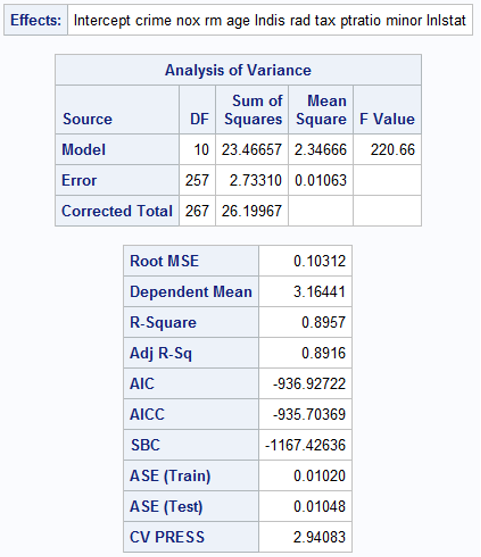 Effects: Intercept crime nox rm age lndis rad tax ptratio minor lnlstat
Analysis of Variance
Source DF Sum of Squares Mean Square F Value
Model 10 23.46657 2.34666 220.66
Error 257 2.73310 0.01063
Corrected Total 267 26.19967
Root MSE 0.10312
Dependent Mean 3.16441
R-Square 0.8957
Adj R-Sq 0.8916
AIC -936.92722
AICC -935.70369
SBC -1167.42636
ASE (Train) 0.01020
ASE (Test) 0.01048
CV PRESS 2.94083